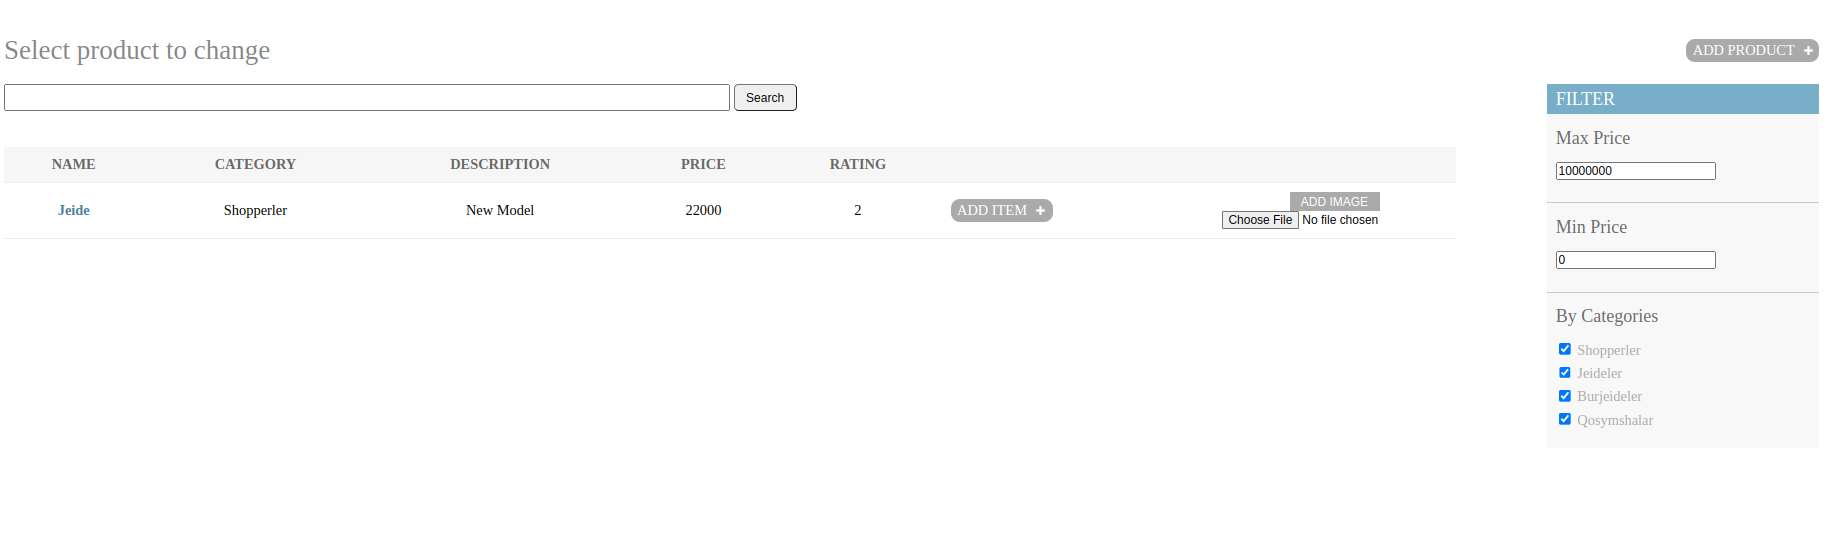 Select product to change
ADD PRODUCT +
Search
NAME CATEGORY DESCRIPTION PRICE RATING
Jeide Shopperler New Model 22000 2 ADD ITEM +
ADD IMAGE
Choose File No file chosen
FILTER
Max Price
10000000
Min Price
0
By Categories
Shopperler
Jeideler
Burjeideler
Qosymshalar